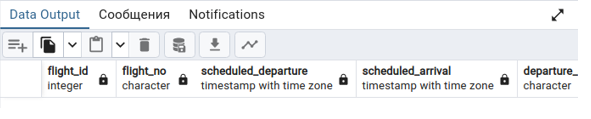 Data Output Сообщения Notifications
flight_id flight_no scheduled_departure scheduled_arrival departure_
integer character timestamp with time zone timestamp with time zone character